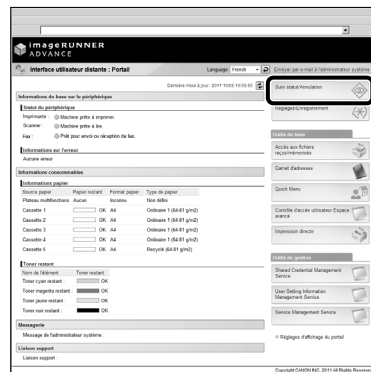 imageRUNNER
ADVANCE
Interface utilisateur distante : Portail
Language : French
Envoyer par e-mail à l'administrateur système
Dernière mise à jour : 2011 10/05 16:56:55
Informations de base sur le périphérique
Statut du périphérique
Imprimante : Machine prête à imprimer.
Scanner : Machine prête à lire.
Fax : Prêt pour envoi ou réception de fax.
Informations sur l'erreur
Aucune erreur
Informations consommables
Informations papier
Source papier Papier restant Format papier Type de papier
Plateau multifonctions Aucun Inconnu Non défini
Cassette 1 OK A4 Ordinaire 1 (64-81 g/m2)
Cassette 2 OK A4 Ordinaire 1 (64-81 g/m2)
Cassette 3 OK A4 Ordinaire 1 (64-81 g/m2)
Cassette 4 OK A4 Ordinaire 1 (64-81 g/m2)
Cassette 5 OK A4 Recyclé (64-81 g/m2)
Toner restant
Nom de l'élément Toner restant
Toner cyan restant : OK
Toner magenta restant : OK
Toner jaune restant : OK
Toner noir restant : OK
Messagerie
Message de l'administrateur système :
Liaison support
Liaison support :
Suivi statut/Annulation
Réglages/Enregistrement
Outils de base
Accès aux fichiers
reçus/mémorisés
Carnet d'adresses
Quick Menu
Contrôle d'accès utilisateur Espace
avancé
Impression directe
Outils de gestion
Shared Credential Management
Service
User Setting Information
Management Service
Service Management Service
Réglages d'affichage du portail
Copyright CANON INC. 2011 All Rights Reserved